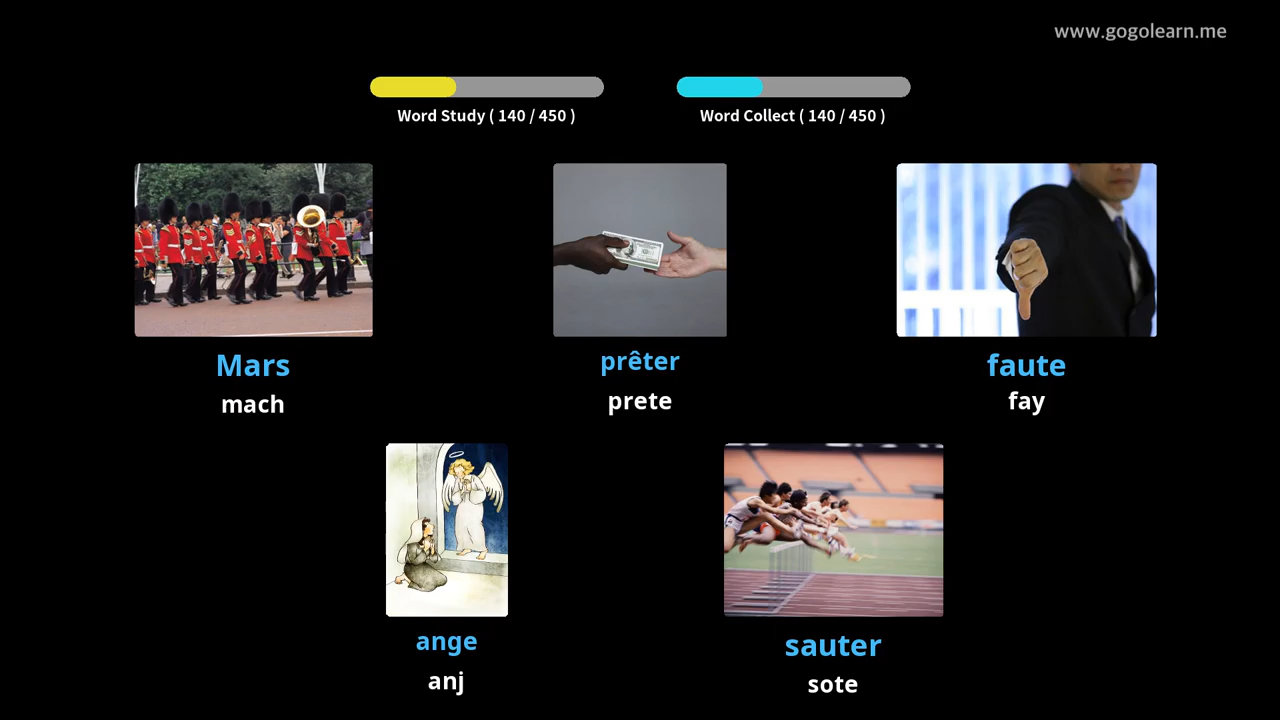 www.gogolearn.me
Word Study ( 140 / 450 )
Word Collect ( 140 / 450 )
Mars
mach
prêter
prete
faute
fay
ange
anj
sauter
sote